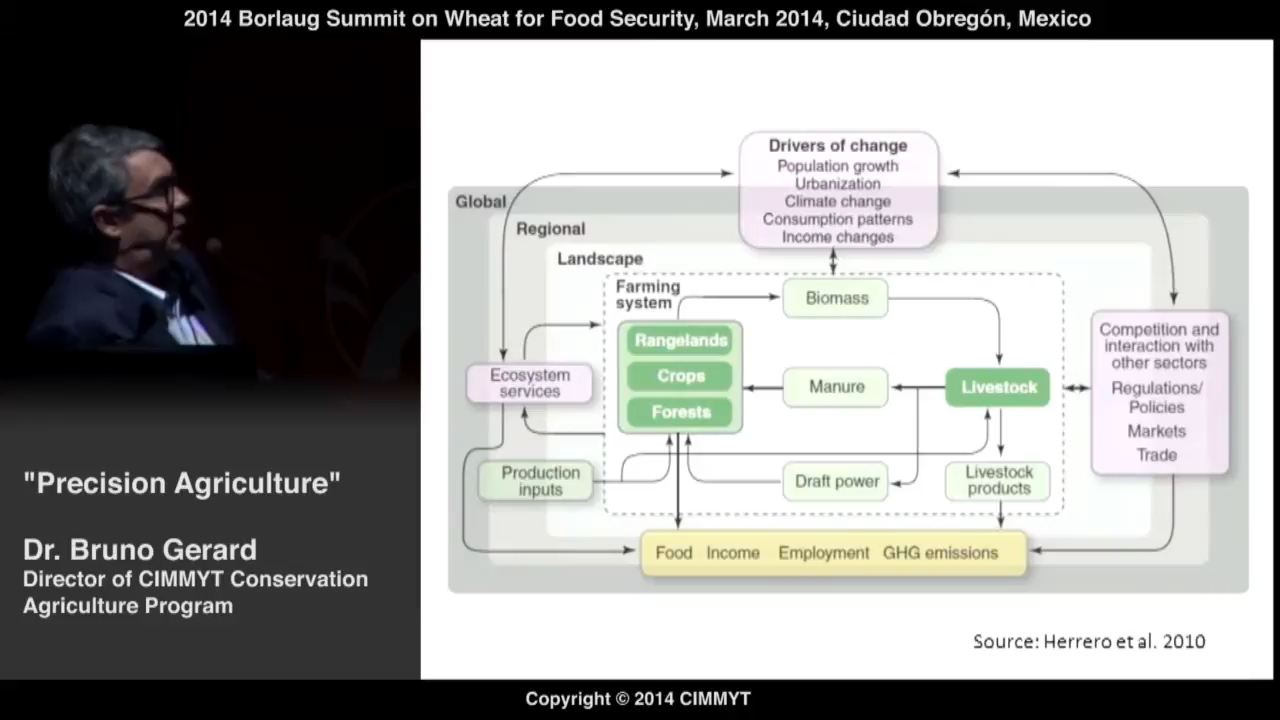 2014 Borlaug Summit on Wheat for Food Security, March 2014, Ciudad Obregón, Mexico
Drivers of change
Population growth
Urbanization
Climate change
Consumption patterns
Income changes
Global
Regional
Landscape
Farming
system
Biomass
Rangelands
Crops
Forests
Manure
Livestock
Ecosystem
services
Competition and
interaction with
other sectors
Regulations/
Policies
Markets
Trade
Production
inputs
Draft power
Livestock
products
Food Income Employment GHG emissions
Source: Herrero et al. 2010
"Precision Agriculture"
Dr. Bruno Gerard
Director of CIMMYT Conservation
Agriculture Program
Copyright © 2014 CIMMYT